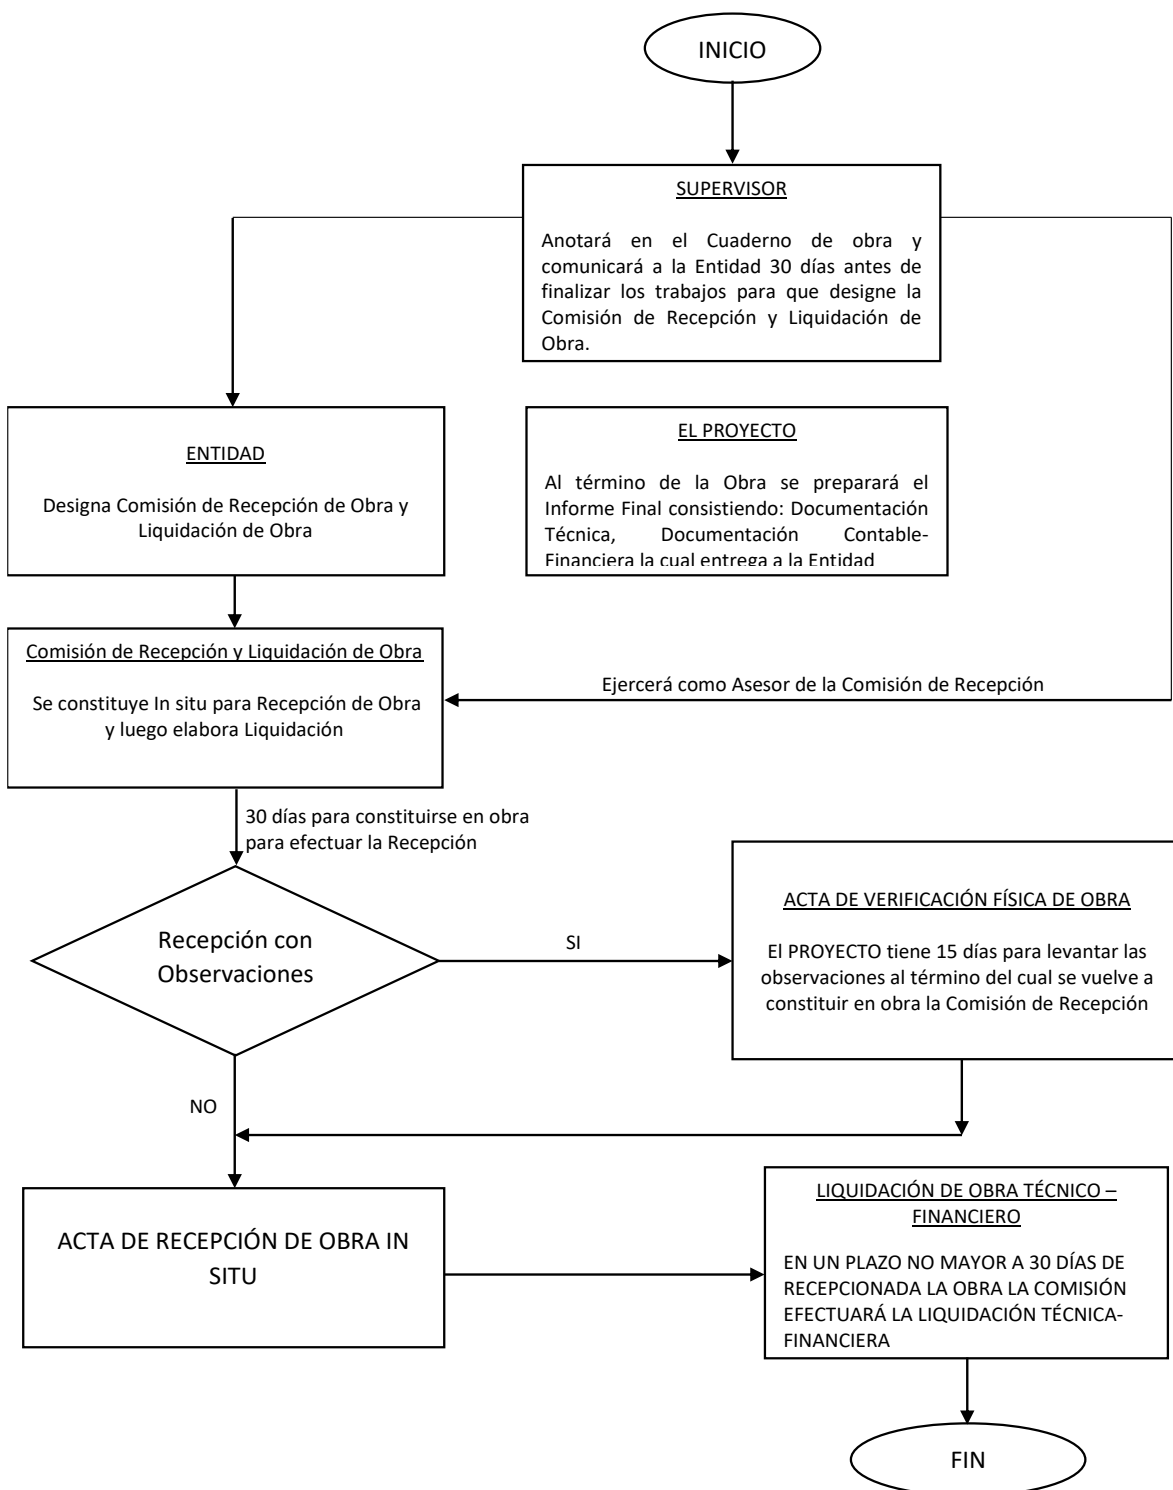 INICIO
SUPERVISOR
Anotará en el Cuaderno de obra y
comunicará a la Entidad 30 días antes de
finalizar los trabajos para que designe la
Comisión de Recepción y Liquidación de
Obra.
ENTIDAD
Designa Comisión de Recepción de Obra y
Liquidación de Obra
EL PROYECTO
Al término de la Obra se preparará el
Informe Final consistiendo: Documentación
Técnica, Documentación Contable-
Financiera la cual entrega a la Entidad
Comisión de Recepción y Liquidación de Obra
Se constituye In situ para Recepción de Obra
y luego elabora Liquidación
Ejercerá como Asesor de la Comisión de Recepción
30 días para constituirse en obra
para efectuar la Recepción
Recepción con
Observaciones
SI
ACTA DE VERIFICACIÓN FÍSICA DE OBRA
El PROYECTO tiene 15 días para levantar las
observaciones al término del cual se vuelve a
constituir en obra la Comisión de Recepción
NO
ACTA DE RECEPCIÓN DE OBRA IN
SITU
LIQUIDACIÓN DE OBRA TÉCNICO –
FINANCIERO
EN UN PLAZO NO MAYOR A 30 DÍAS DE
RECEPCIONADA LA OBRA LA COMISIÓN
EFECTUARÁ LA LIQUIDACIÓN TÉCNICA-
FINANCIERA
FIN